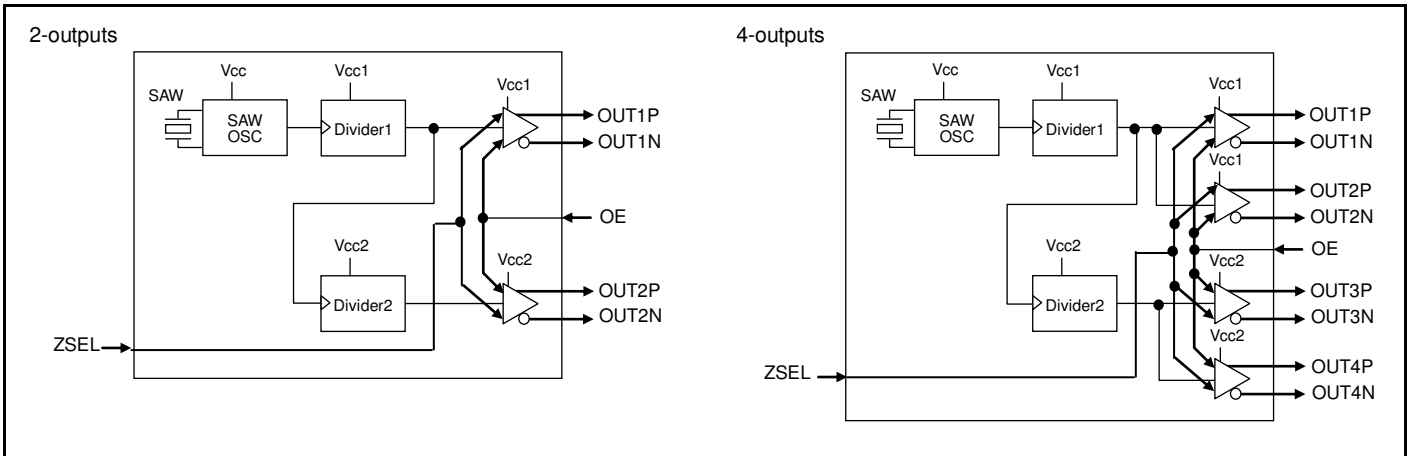 2-outputs
Vcc
Vcc1
Vcc1
SAW
SAW
OSC
Divider1
OUT1P
OUT1N
OE
Vcc2
Vcc2
Divider2
OUT2P
OUT2N
ZSEL
4-outputs
Vcc
Vcc1
Vcc1
SAW
SAW
OSC
Divider1
OUT1P
OUT1N
Vcc1
OUT2P
OUT2N
OE
Vcc2
Vcc2
Divider2
OUT3P
OUT3N
Vcc2
OUT4P
OUT4N
ZSEL